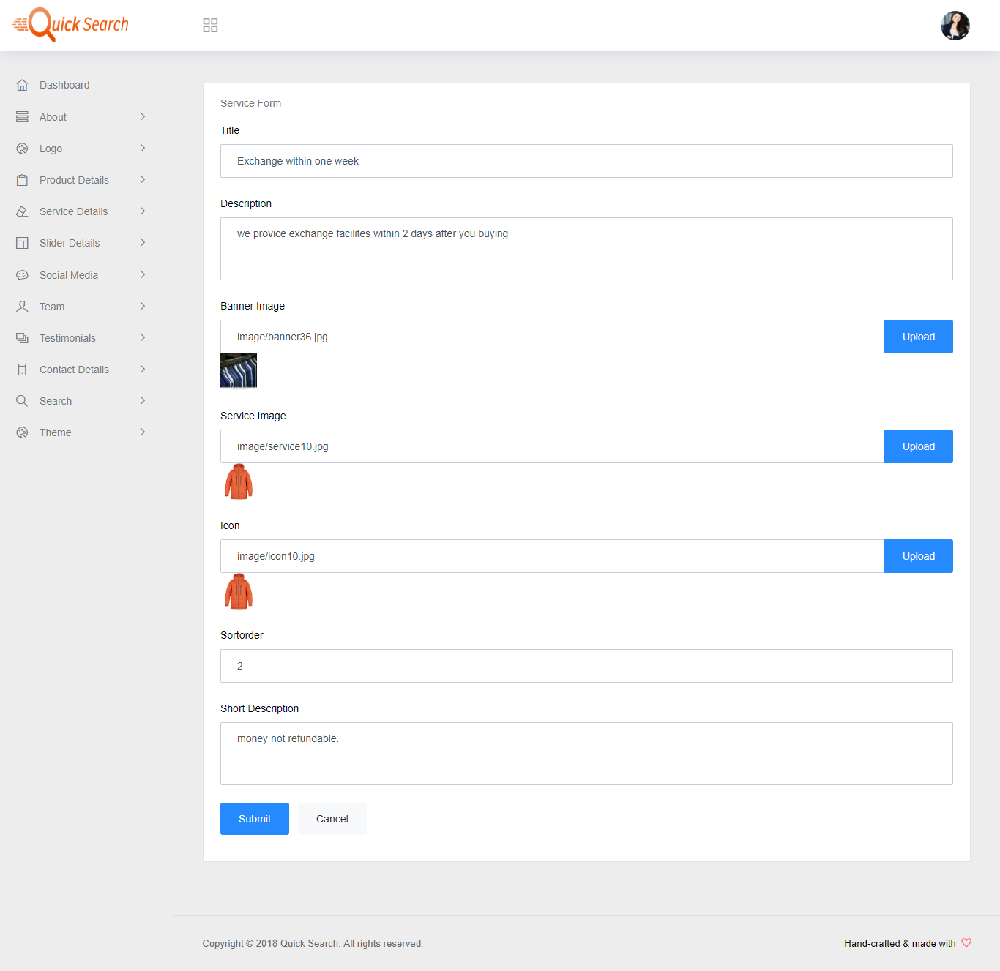 Quick Search
Dashboard
About
Logo
Product Details
Service Details
Slider Details
Social Media
Team
Testimonials
Contact Details
Search
Theme
Service Form
Title
Exchange within one week
Description
we provice exchange facilites within 2 days after you buying
Banner Image
image/banner36.jpg
Upload
Service Image
image/service10.jpg
Upload
Icon
image/icon10.jpg
Upload
Sortorder
2
Short Description
money not refundable.
Submit
Cancel
Copyright © 2018 Quick Search. All rights reserved.
Hand-crafted & made with